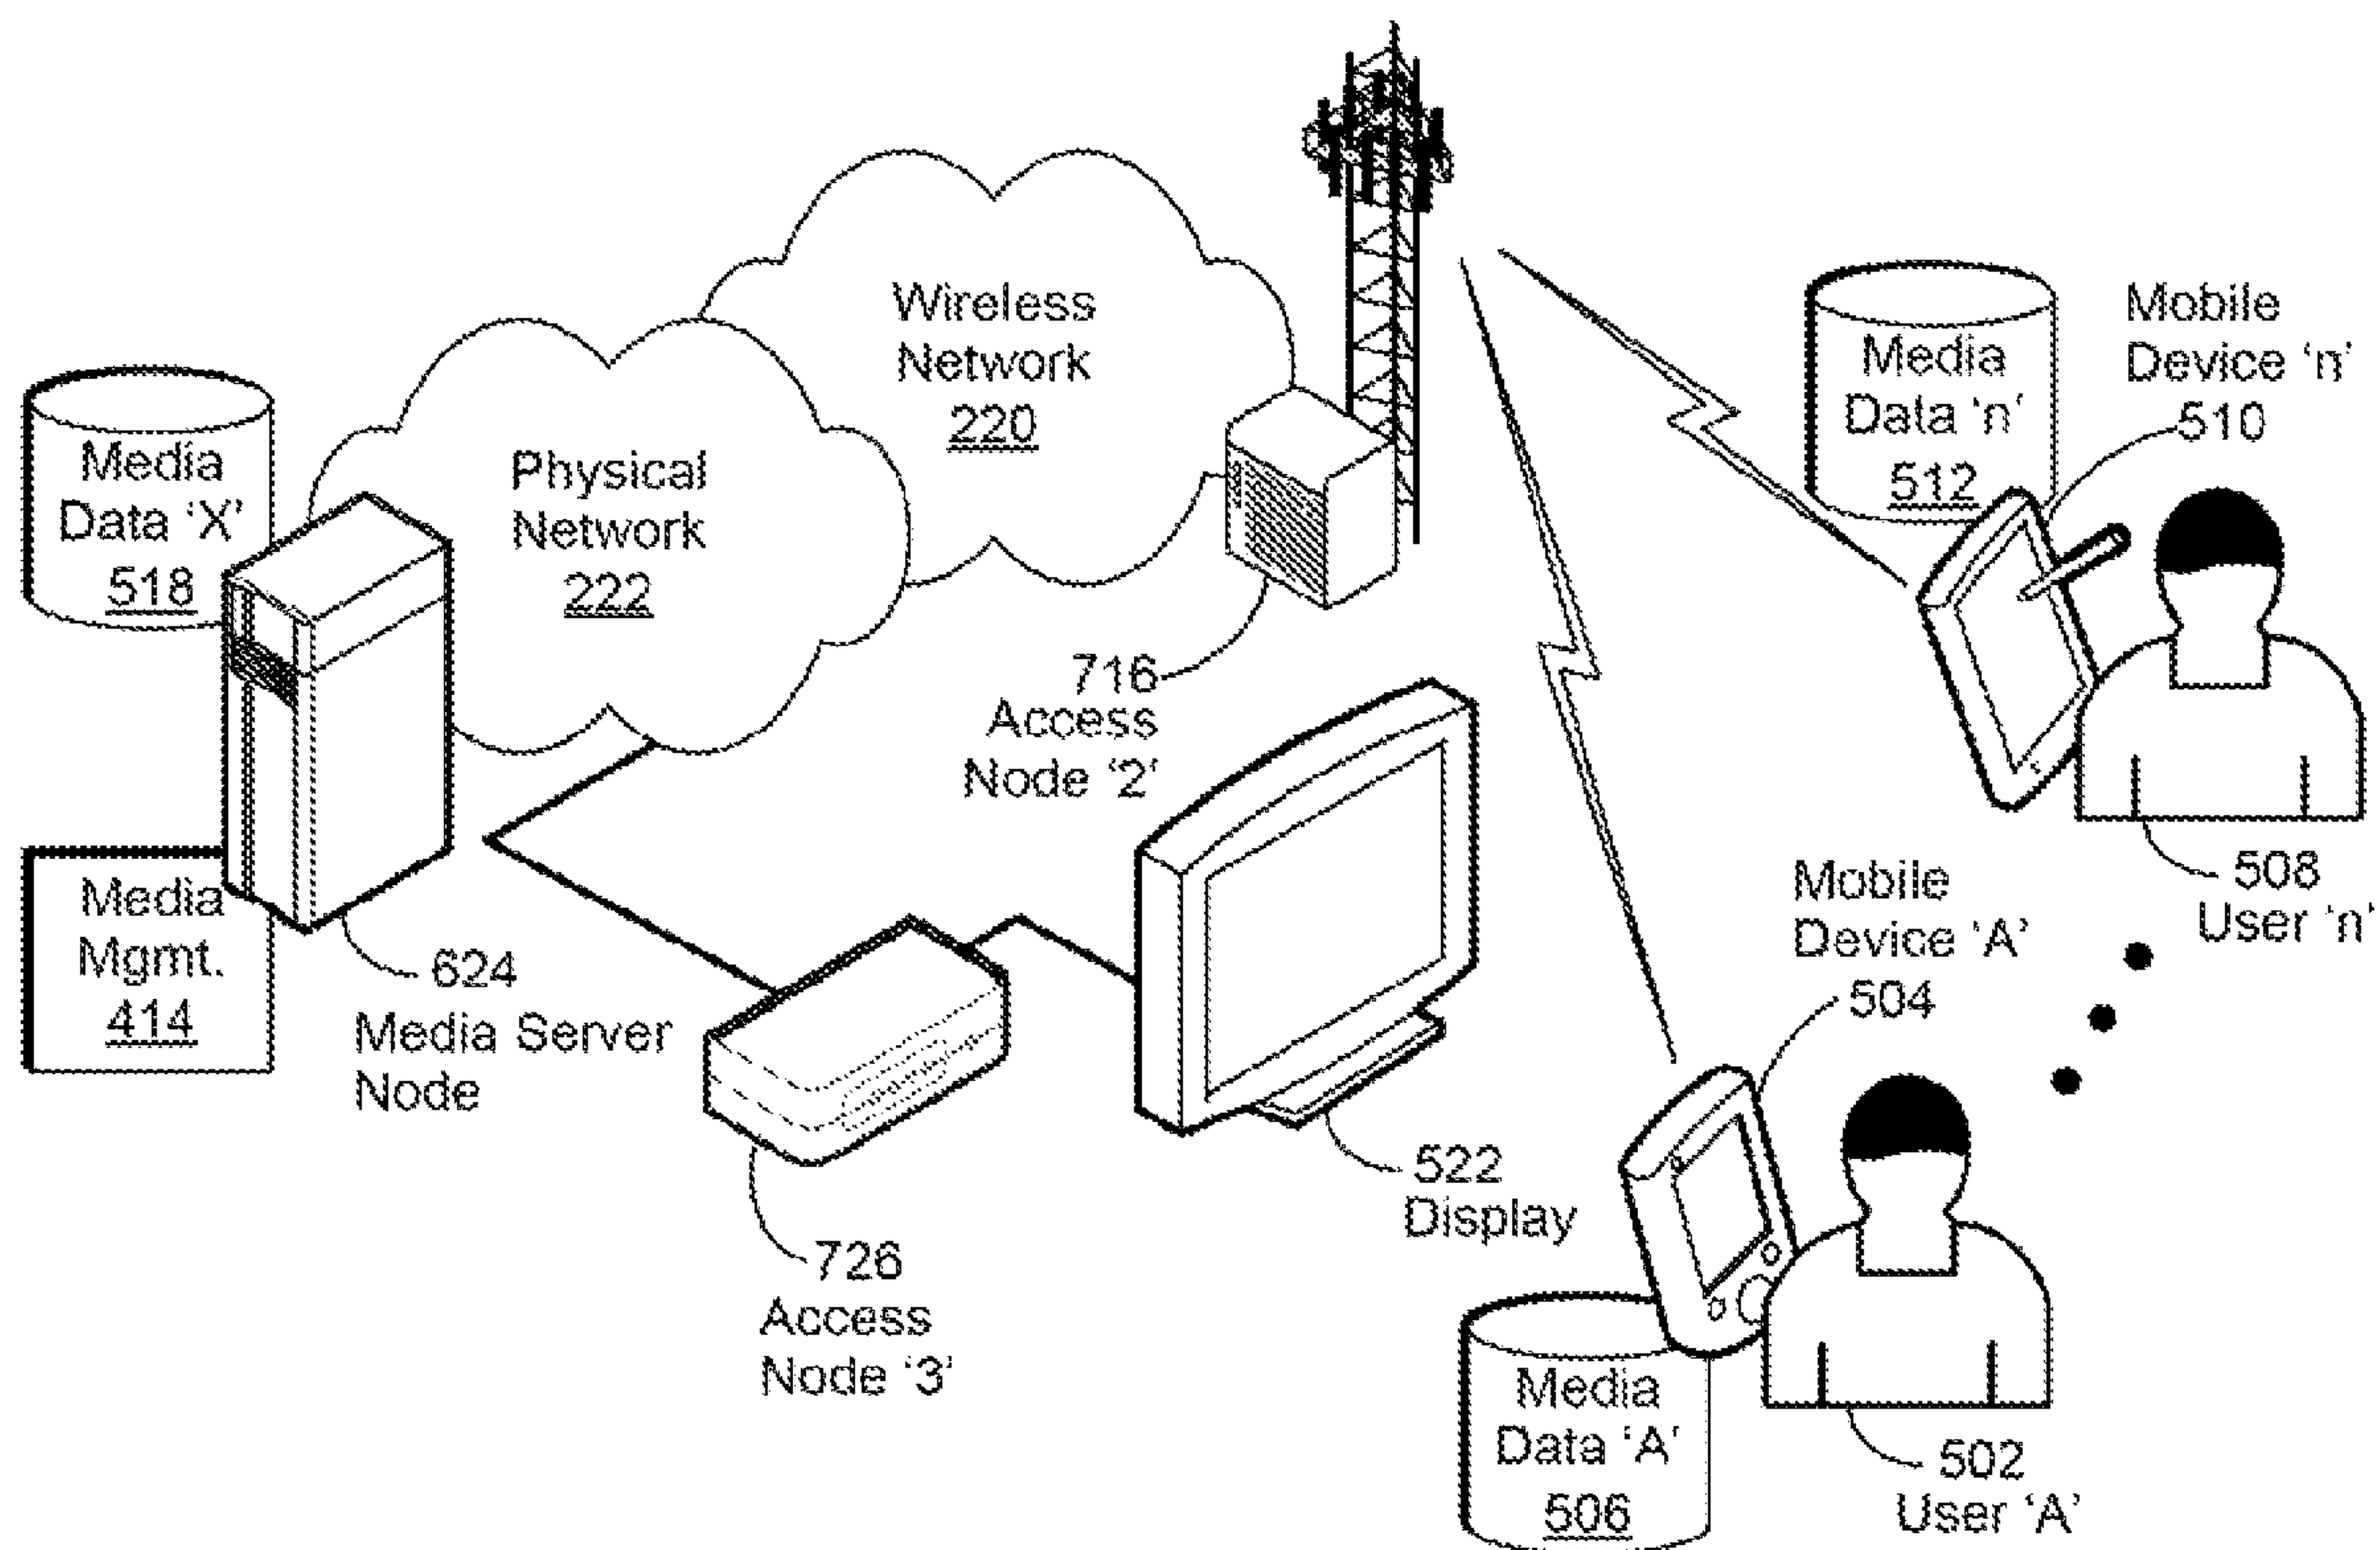 Wireless
Network
220
Physical
Network
222
Media
Data 'X'
518
Media
Mgmt.
414
624
Media Server
Node
716
Access
Node '2'
726
Access
Node '3'
522
Display
Media
Data 'n'
512
Mobile
Device 'n'
510
508
User 'n'
Mobile
Device 'A'
504
Media
Data 'A'
506
502
User 'A'